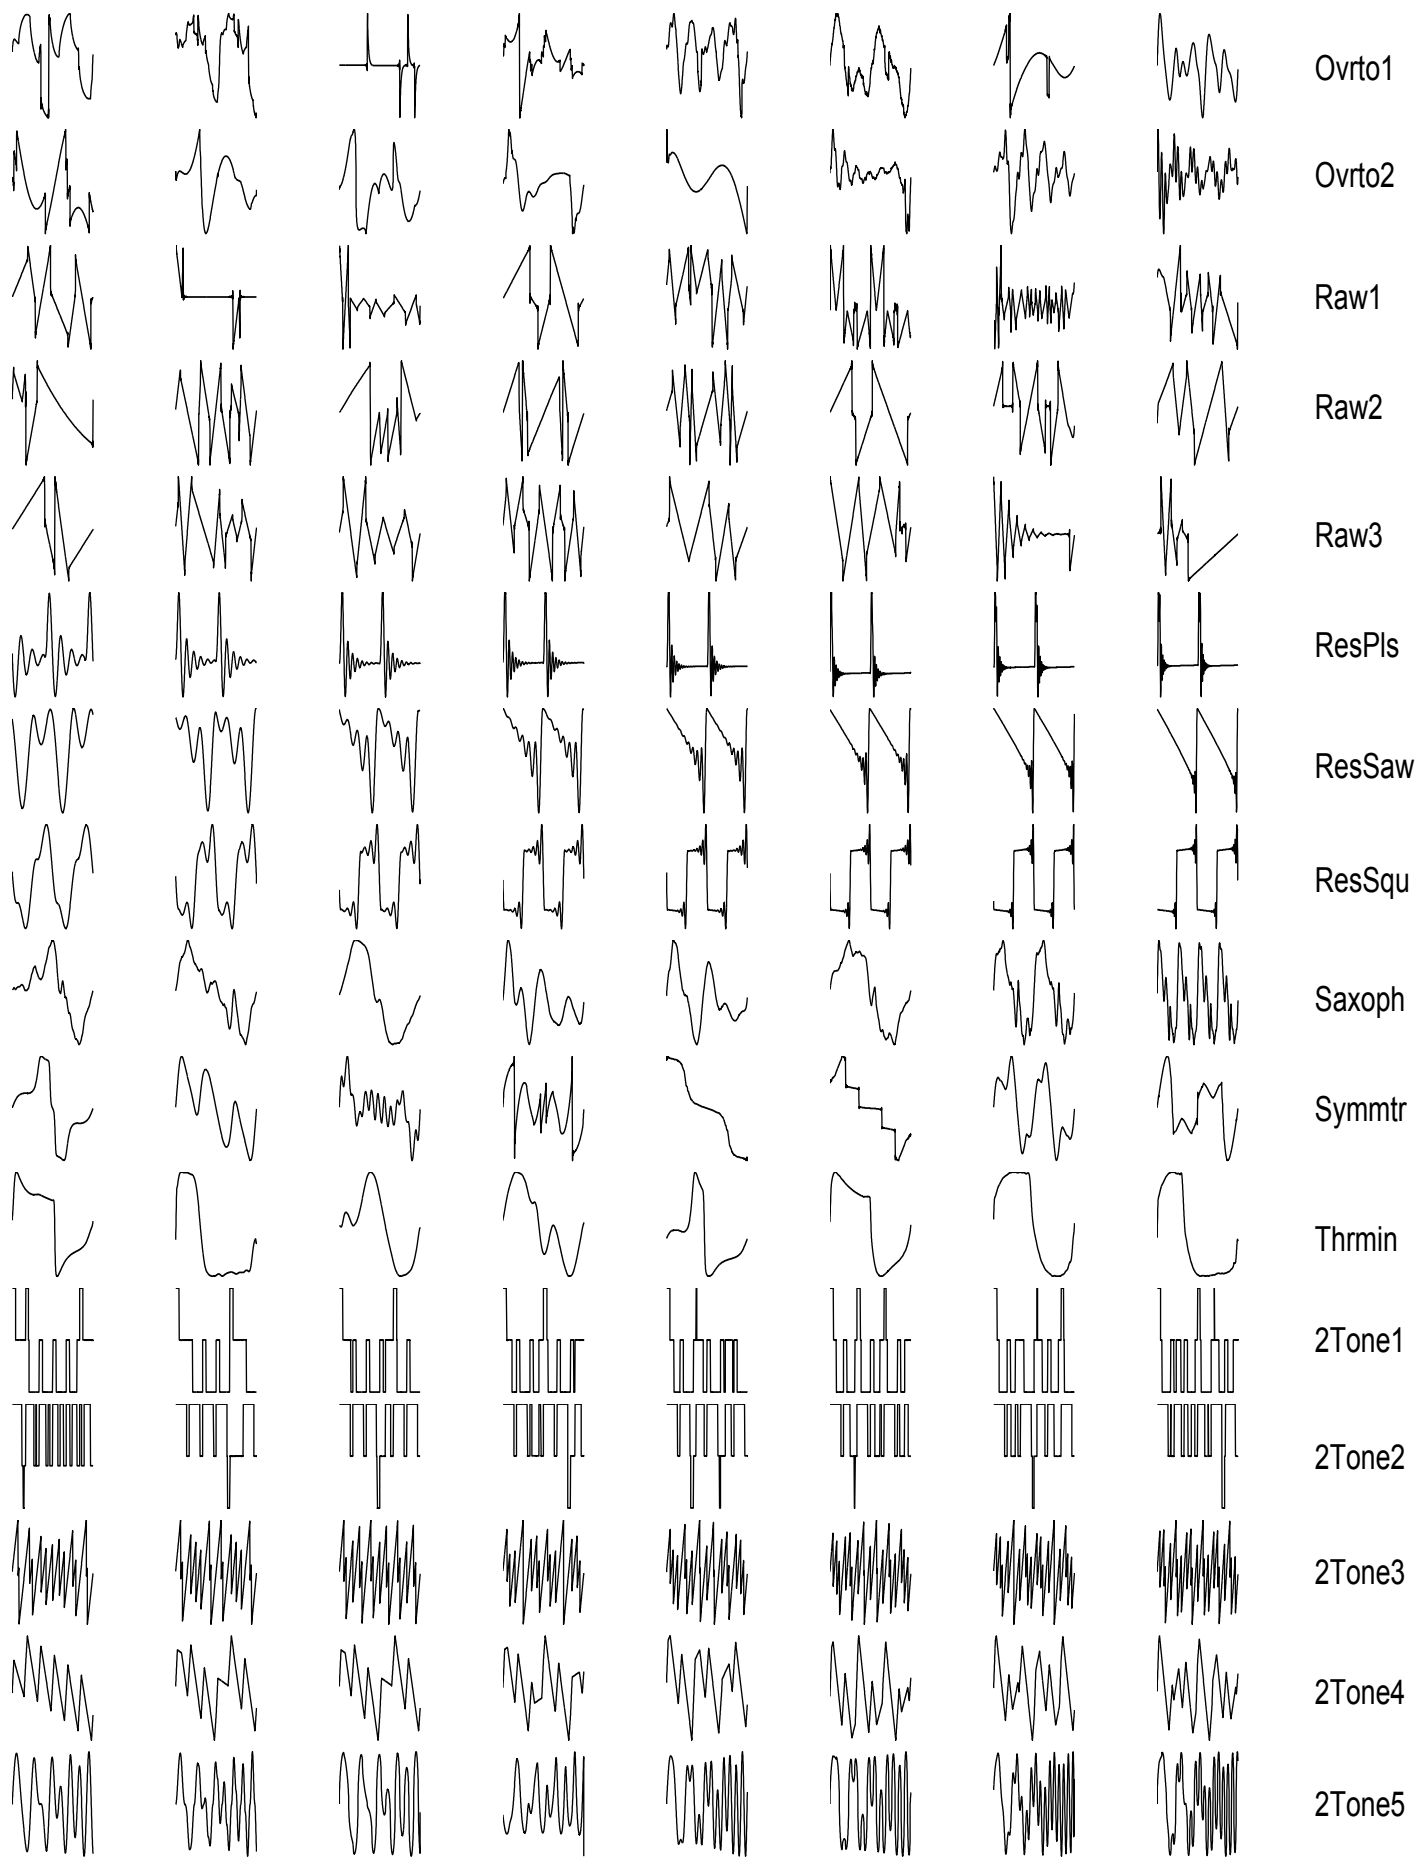 Ovrto1
Ovrto2
Raw1
Raw2
Raw3
ResPls
ResSaw
ResSqu
Saxoph
Symmtr
Thrmin
2Tone1
2Tone2
2Tone3
2Tone4
2Tone5